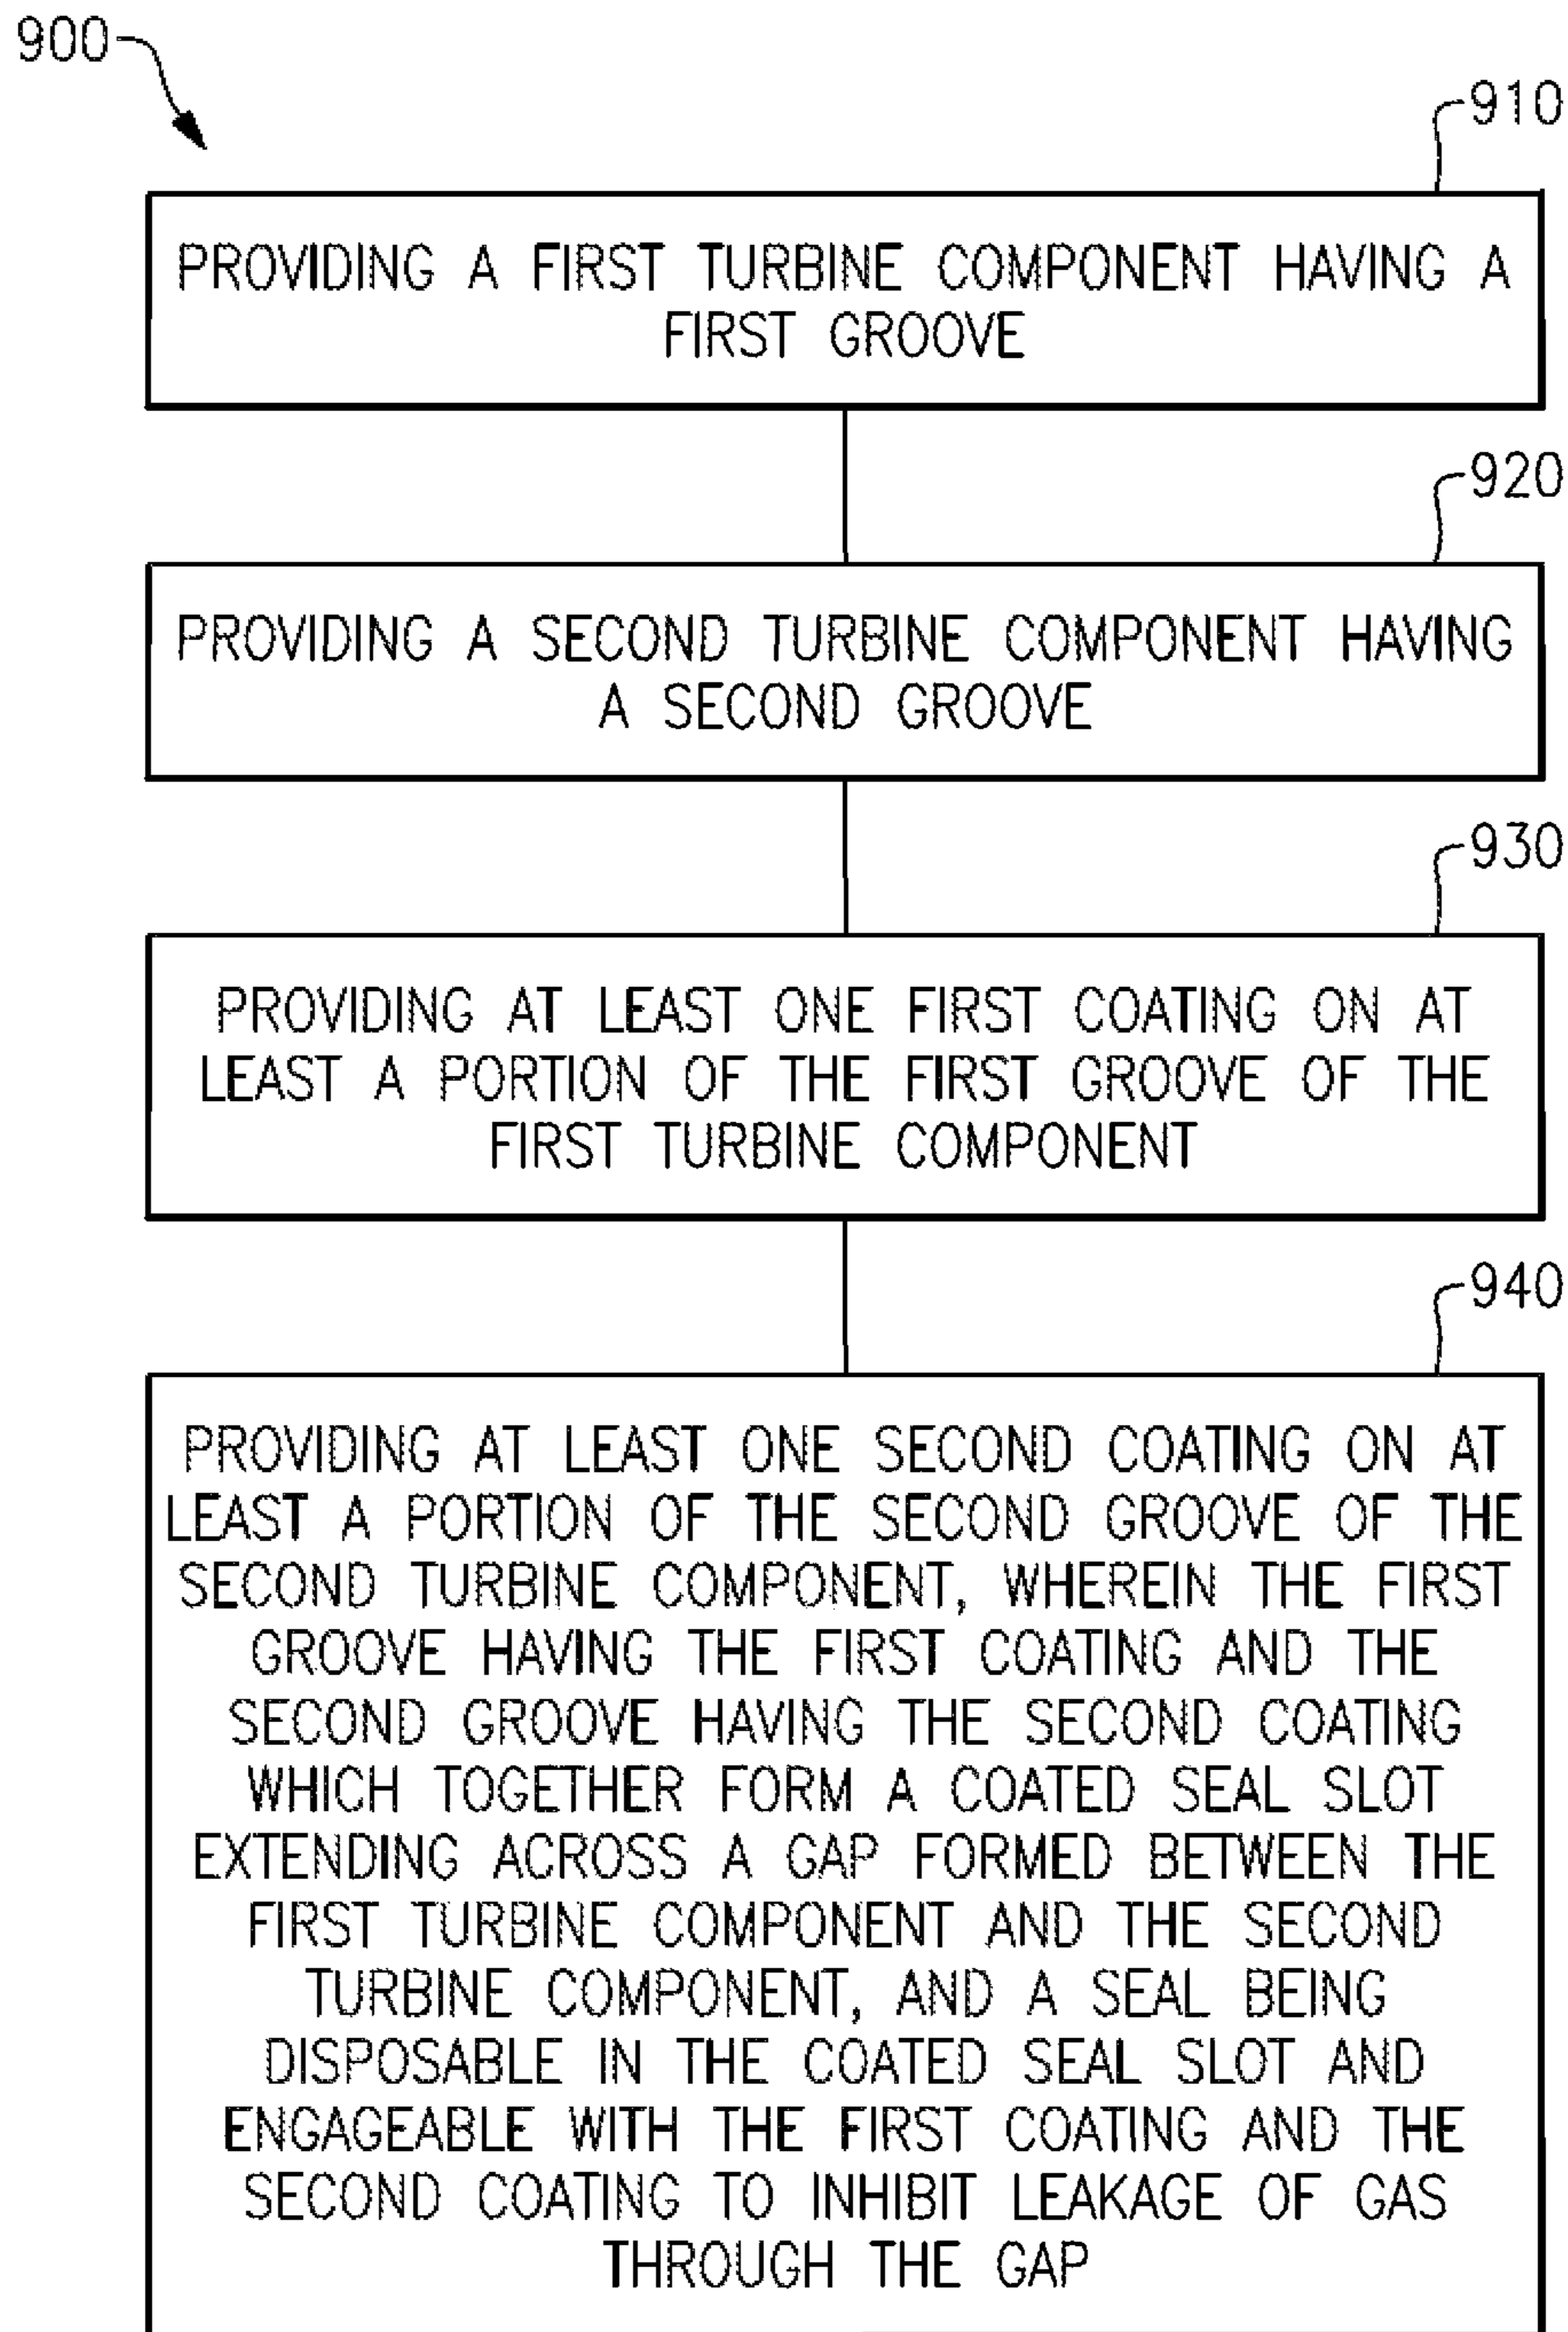 900
910
PROVIDING A FIRST TURBINE COMPONENT HAVING A
FIRST GROOVE
920
PROVIDING A SECOND TURBINE COMPONENT HAVING
A SECOND GROOVE
930
PROVIDING AT LEAST ONE FIRST COATING ON AT
LEAST A PORTION OF THE FIRST GROOVE OF THE
FIRST TURBINE COMPONENT
940
PROVIDING AT LEAST ONE SECOND COATING ON AT
LEAST A PORTION OF THE SECOND GROOVE OF THE
SECOND TURBINE COMPONENT, WHEREIN THE FIRST
GROOVE HAVING THE FIRST COATING AND THE
SECOND GROOVE HAVING THE SECOND COATING
WHICH TOGETHER FORM A COATED SEAL SLOT
EXTENDING ACROSS A GAP FORMED BETWEEN THE
FIRST TURBINE COMPONENT AND THE SECOND
TURBINE COMPONENT, AND A SEAL BEING
DISPOSABLE IN THE COATED SEAL SLOT AND
ENGAGEABLE WITH THE FIRST COATING AND THE
SECOND COATING TO INHIBIT LEAKAGE OF GAS
THROUGH THE GAP